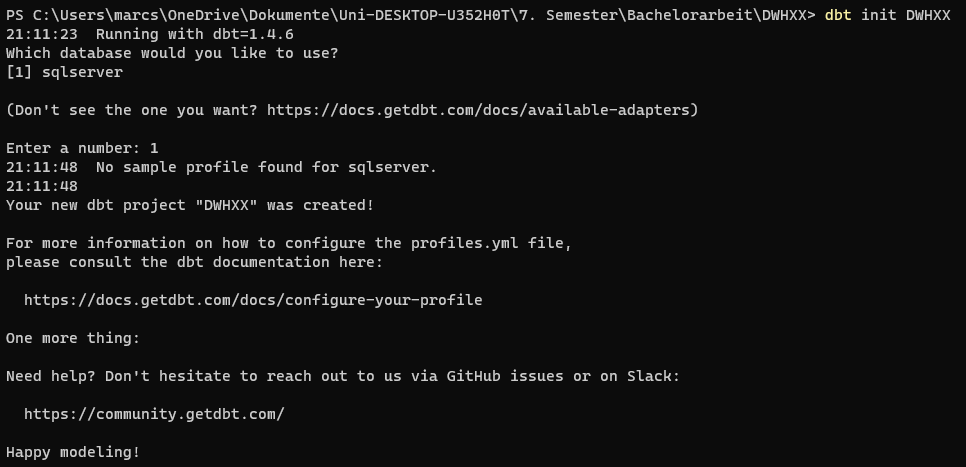 PS C:\Users\marcs\OneDrive\Dokumente\Uni-DESKTOP-U352H0T\7. Semester\Bachelorarbeit\DWHXX> dbt init DWHXX
21:11:23  Running with dbt=1.4.6
Which database would you like to use?
[1] sqlserver
(Don't see the one you want? https://docs.getdbt.com/docs/available-adapters)
Enter a number: 1
21:11:48  No sample profile found for sqlserver.
21:11:48
Your new dbt project "DWHXX" was created!
For more information on how to configure the profiles.yml file,
please consult the dbt documentation here:
https://docs.getdbt.com/docs/configure-your-profile
One more thing:
Need help? Don't hesitate to reach out to us via GitHub issues or on Slack:
https://community.getdbt.com/
Happy modeling!